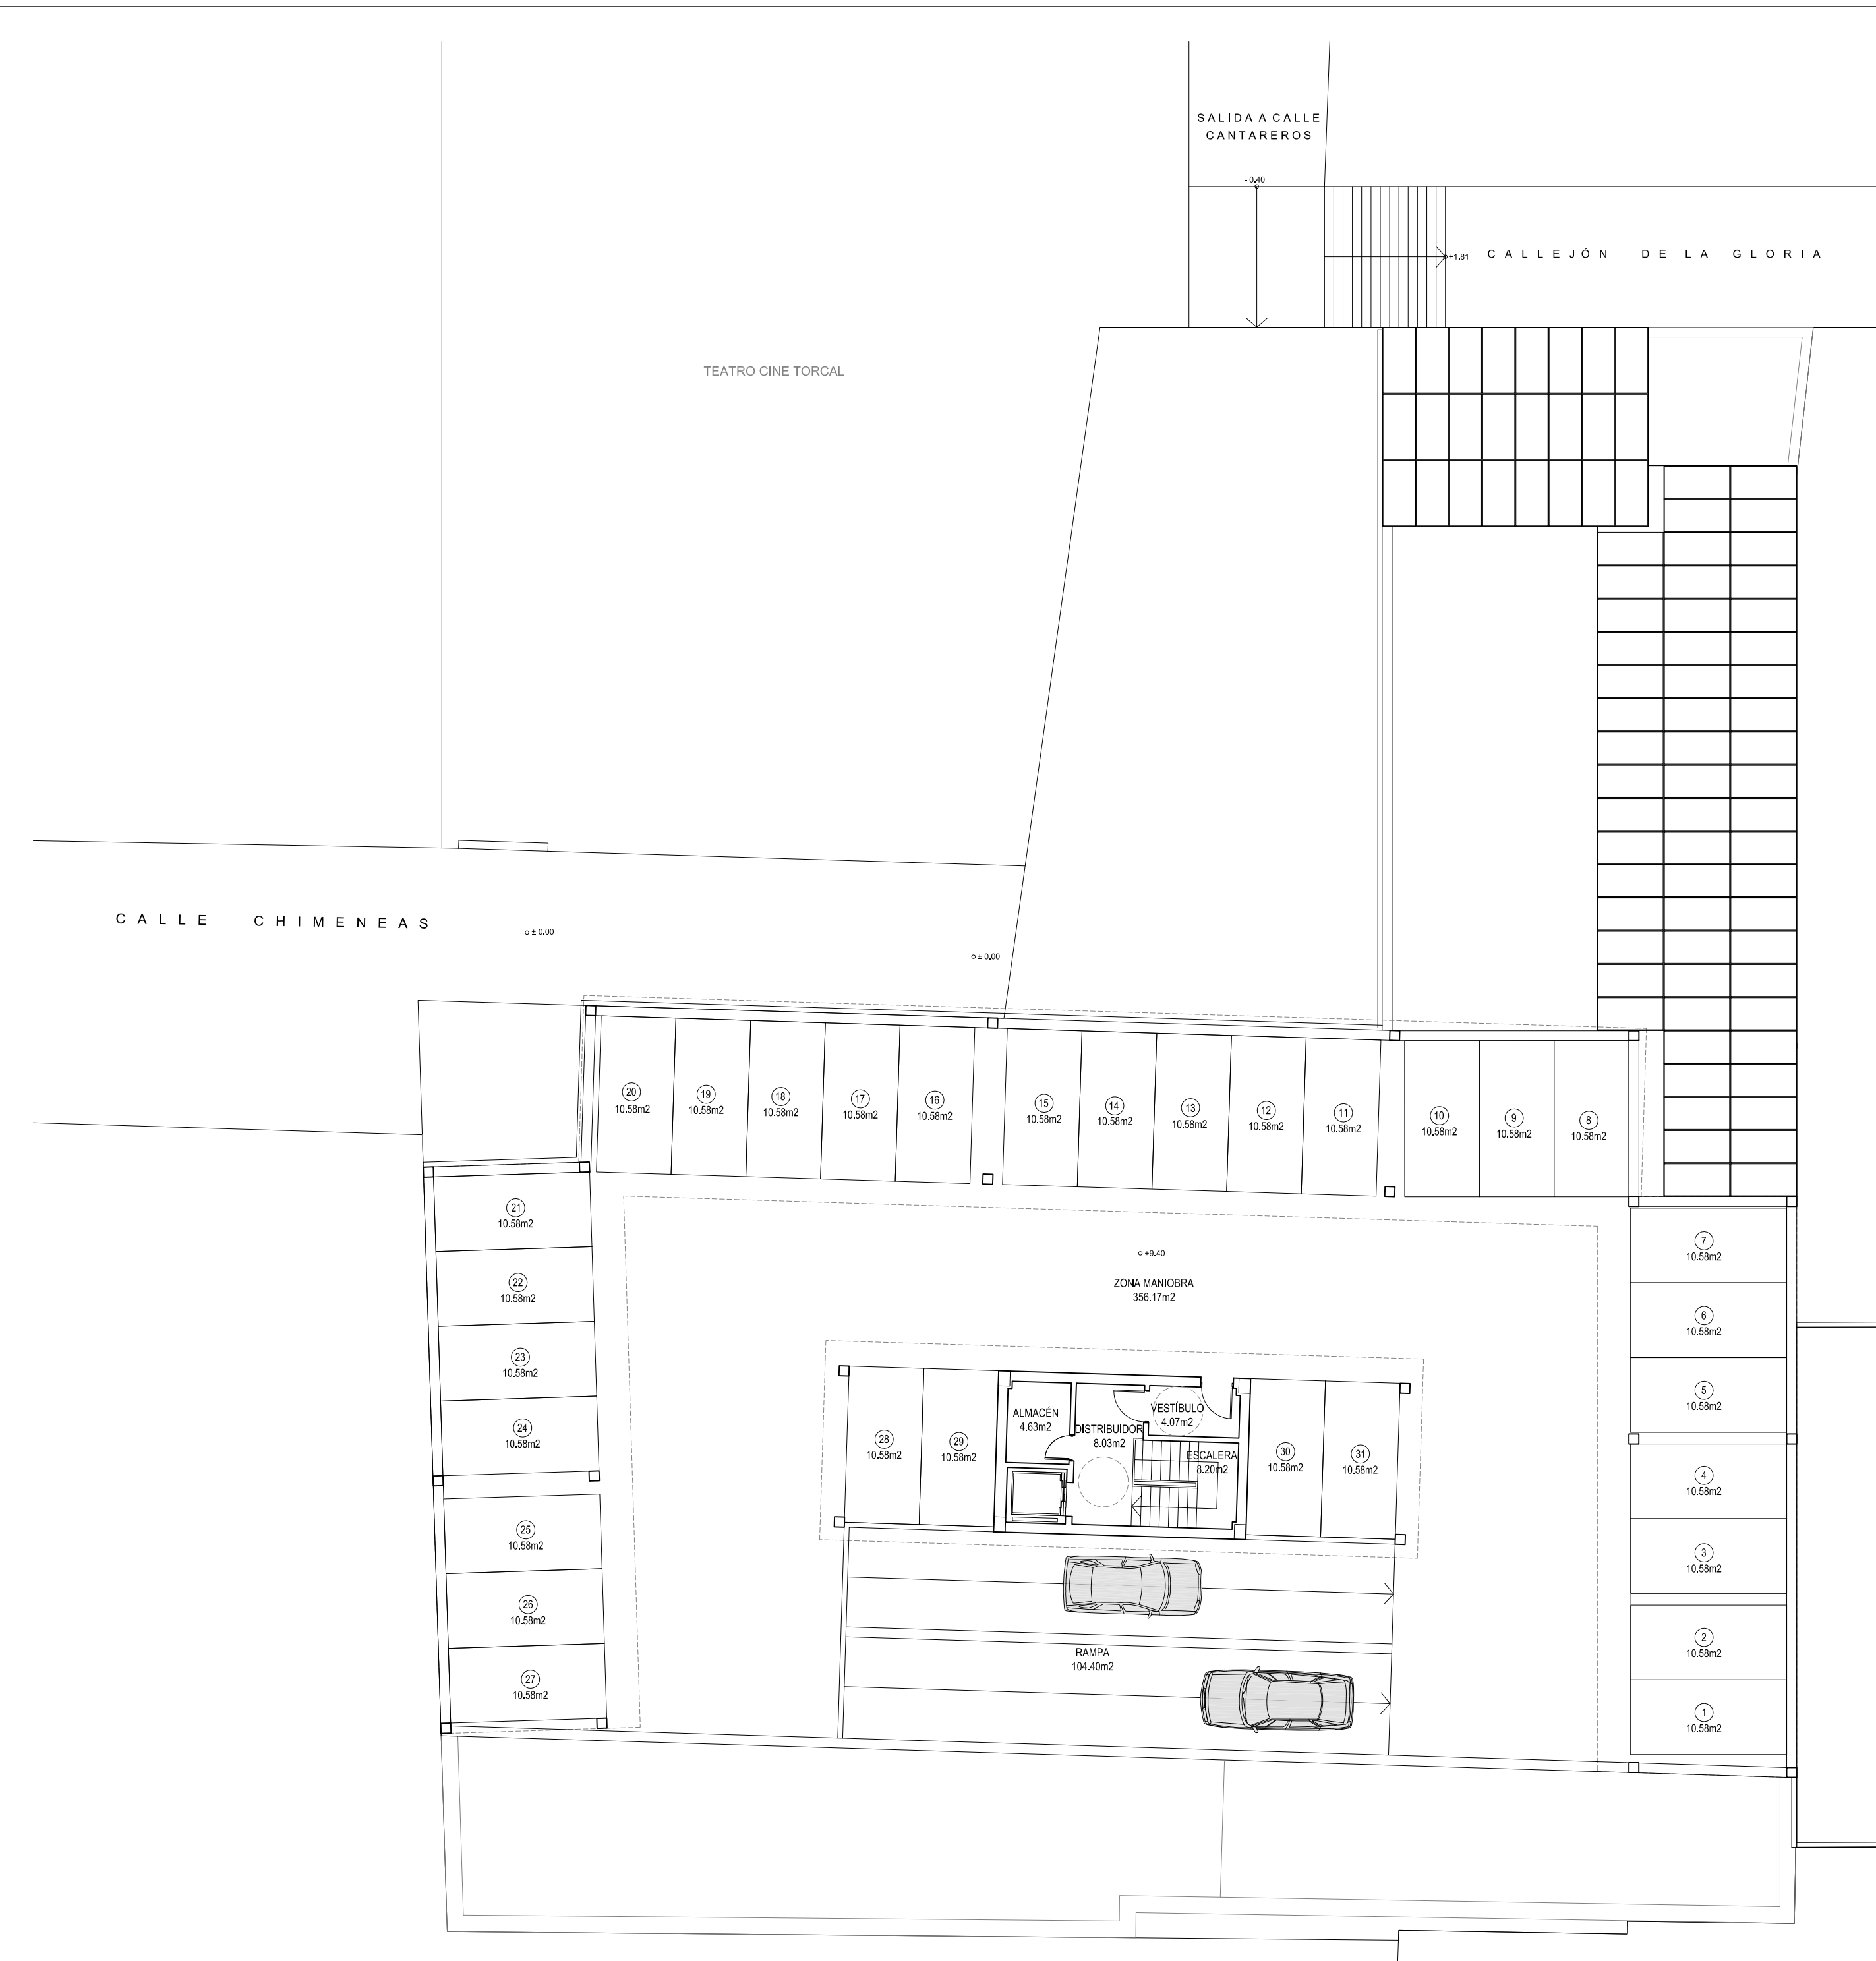 SALIDA A CALLE
CANTAREROS
- 0.40
+1.81
CALLEJÓN DE LA GLORIA
TEATRO CINE TORCAL
CALLE CHIMENEAS
± 0.00
± 0.00
20
10.58m2
19
10.58m2
18
10.58m2
17
10.58m2
16
10.58m2
15
10.58m2
14
10.58m2
13
10.58m2
12
10.58m2
11
10.58m2
10
10.58m2
9
10.58m2
8
10.58m2
21
10.58m2
22
10.58m2
23
10.58m2
24
10.58m2
25
10.58m2
26
10.58m2
27
10.58m2
+9.40
ZONA MANIOBRA
356.17m2
7
10.58m2
6
10.58m2
5
10.58m2
4
10.58m2
3
10.58m2
2
10.58m2
1
10.58m2
28
10.58m2
29
10.58m2
ALMACÉN
4.63m2
DISTRIBUIDOR
8.03m2
VESTÍBULO
4.07m2
ESCALERA
8.20m2
30
10.58m2
31
10.58m2
RAMPA
104.40m2